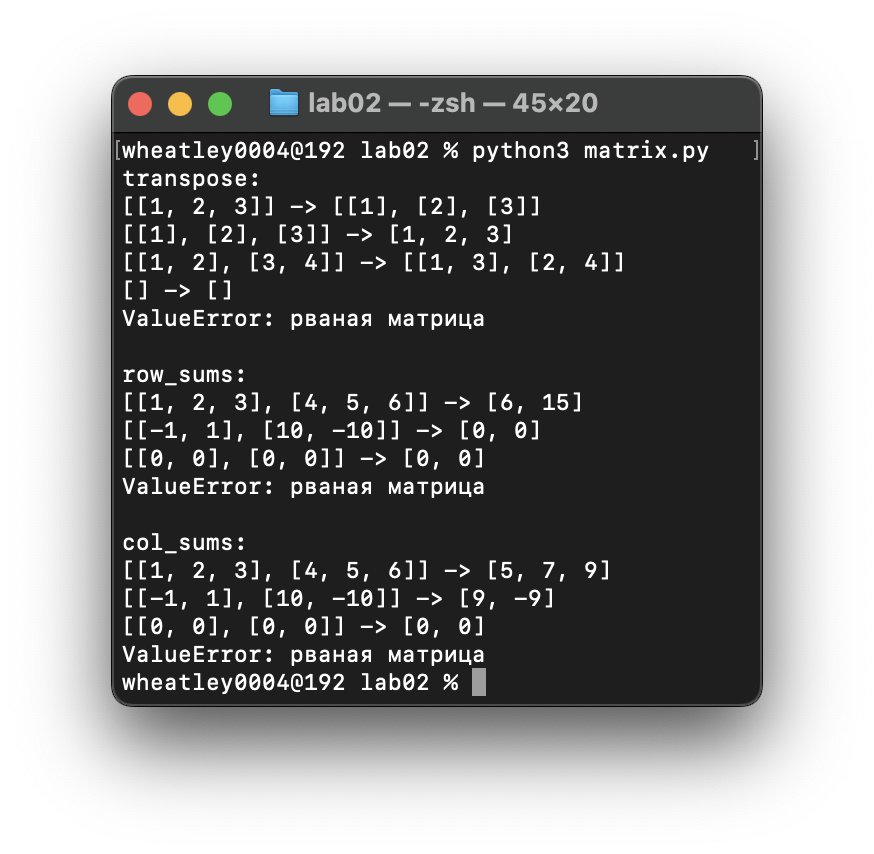 lab02 — -zsh — 45×20
[wheatley0004@192 lab02 % python3 matrix.py ]
transpose:
[[1, 2, 3]] -> [[1], [2], [3]]
[[1], [2], [3]] -> [1, 2, 3]
[[1, 2], [3, 4]] -> [[1, 3], [2, 4]]
[] -> []
ValueError: рваная матрица
row_sums:
[[1, 2, 3], [4, 5, 6]] -> [6, 15]
[[-1, 1], [10, -10]] -> [0, 0]
[[0, 0], [0, 0]] -> [0, 0]
ValueError: рваная матрица
col_sums:
[[1, 2, 3], [4, 5, 6]] -> [5, 7, 9]
[[-1, 1], [10, -10]] -> [9, -9]
[[0, 0], [0, 0]] -> [0, 0]
ValueError: рваная матрица
wheatley0004@192 lab02 %